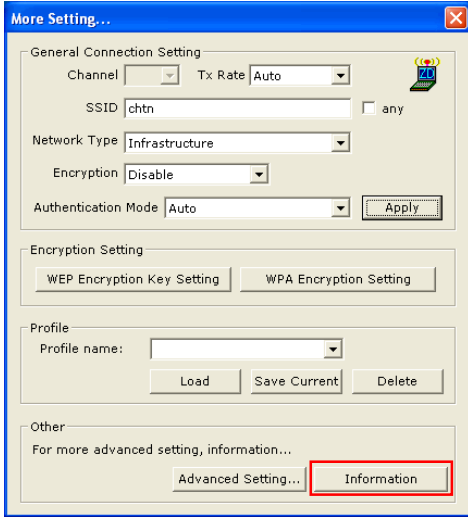 More Setting...
General Connection Setting
Channel Tx Rate Auto
ZD
SSID chtn any
Network Type Infrastructure
Encryption Disable
Authentication Mode Auto Apply
Encryption Setting
WEP Encryption Key Setting WPA Encryption Setting
Profile
Profile name:
Load Save Current Delete
Other
For more advanced setting, information...
Advanced Setting... Information